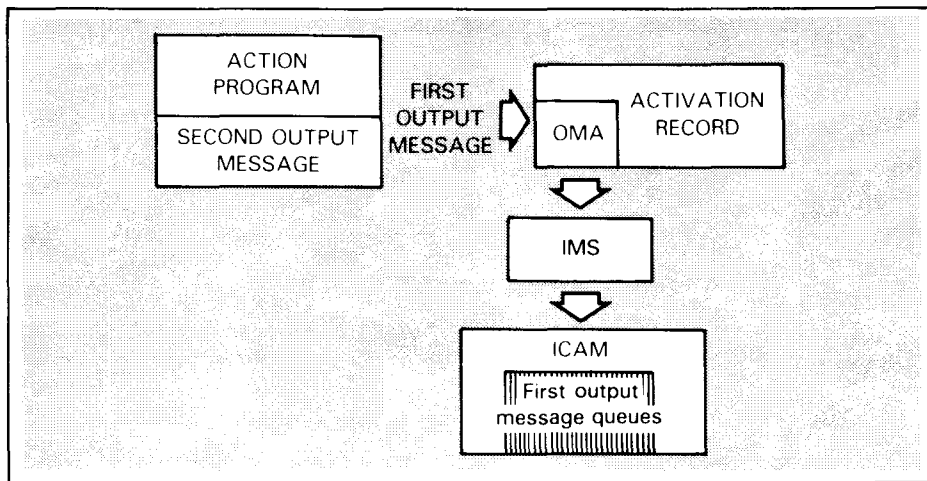 ACTION
PROGRAM
SECOND OUTPUT
MESSAGE
FIRST
OUTPUT
MESSAGE
OMA
ACTIVATION
RECORD
IMS
ICAM
First output
message queues